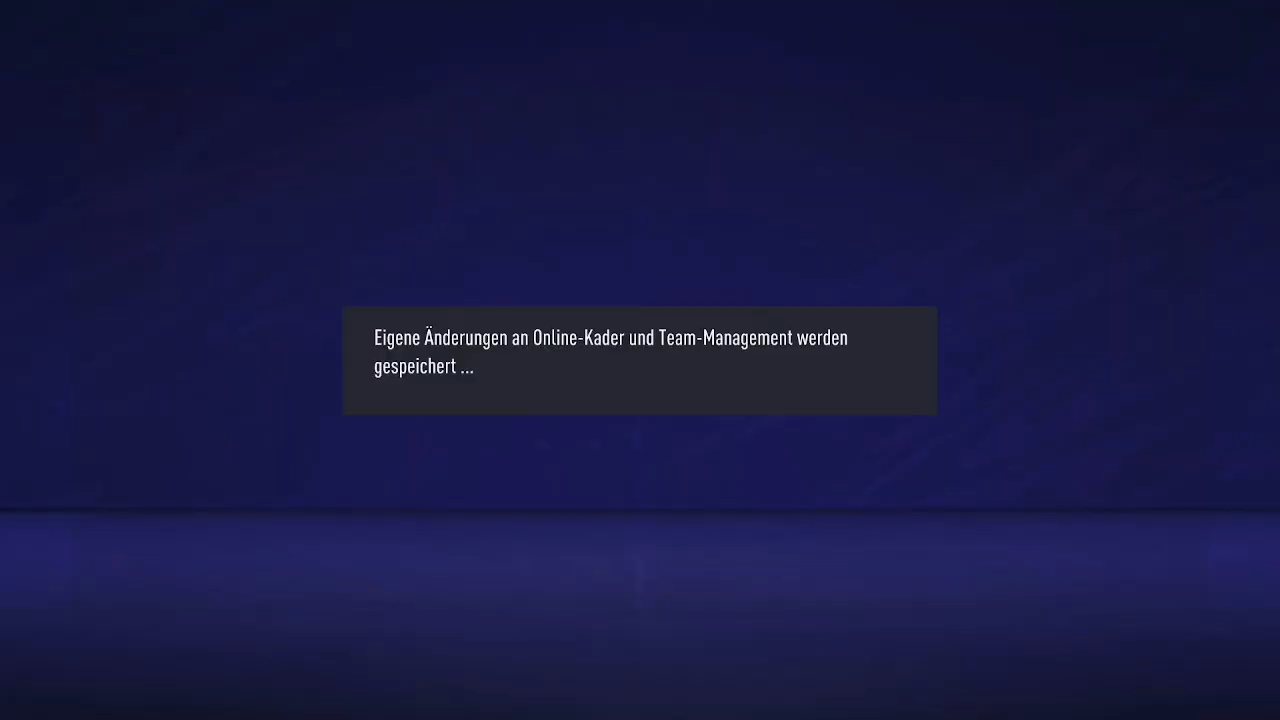 Eigene Änderungen an Online-Kader und Team-Management werden
gespeichert ...